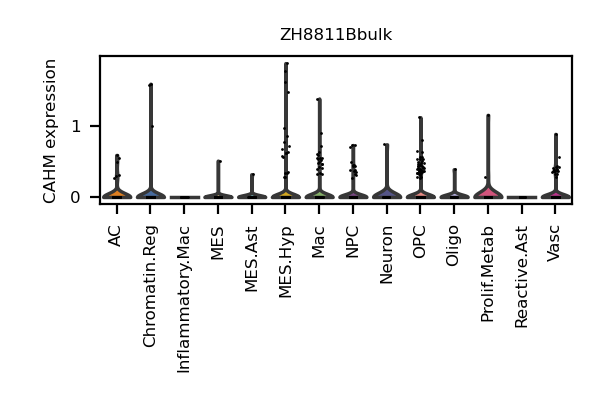 ZH8811Bbulk
CAHM expression
1
0
AC
Chromatin.Reg
Inflammatory.Mac
MES
MES.Ast
MES.Hyp
Mac
NPC
Neuron
OPC
Oligo
Prolif.Metab
Reactive.Ast
Vasc